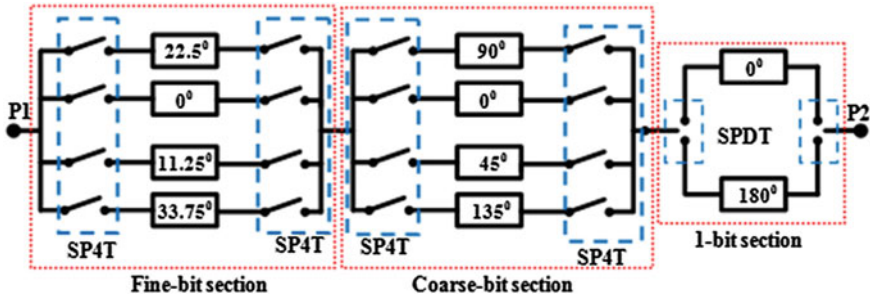 22.5⁰
0⁰
11.25⁰
33.75⁰
P1
SP4T
SP4T
Fine-bit section
90⁰
0⁰
45⁰
135⁰
SP4T
SP4T
Coarse-bit section
0⁰
SPDT
180⁰
P2
1-bit section